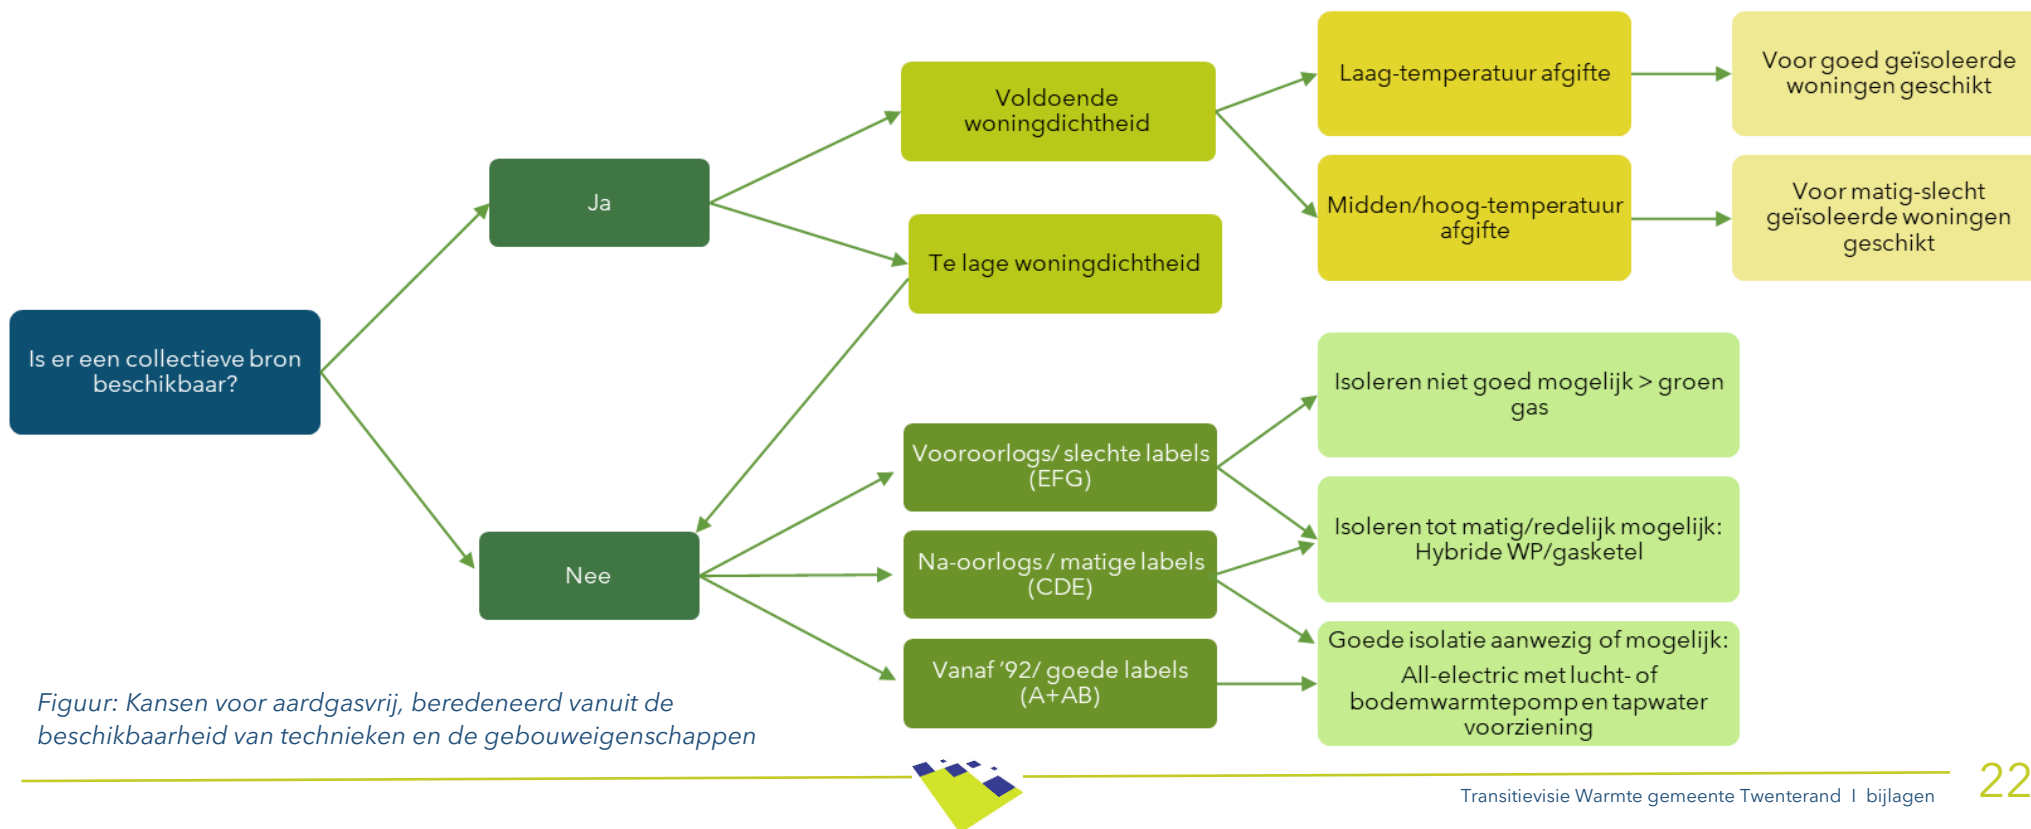 Is er een collectieve bron
beschikbaar?
Ja
Nee
Voldoende
woningdichtheid
Te lage woningdichtheid
Laag-temperatuur afgifte
Voor goed geïsoleerde
woningen geschikt
Midden/hoog-temperatuur
afgifte
Voor matig-slecht
geïsoleerde woningen
geschikt
Vooroorlogs/ slechte labels
(EFG)
Na-oorlogs / matige labels
(CDE)
Vanaf ’92/ goede labels
(A+AB)
Isoleren niet goed mogelijk > groen
gas
Isoleren tot matig/redelijk mogelijk:
Hybride WP/gasketel
Goede isolatie aanwezig of mogelijk:
All-electric met lucht- of
bodemwarmtepomp en tapwater
voorziening
Figuur: Kansen voor aardgasvrij, beredeneerd vanuit de
beschikbaarheid van technieken en de gebouweigenschappen
Transitievisie Warmte gemeente Twenterand I bijlagen
22